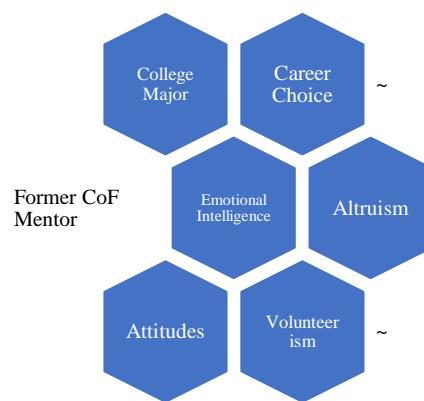 College
Major
Career
Choice
~
Former CoF
Mentor
Emotional
Intelligence
Altruism
Attitudes
Volunteer
ism
~